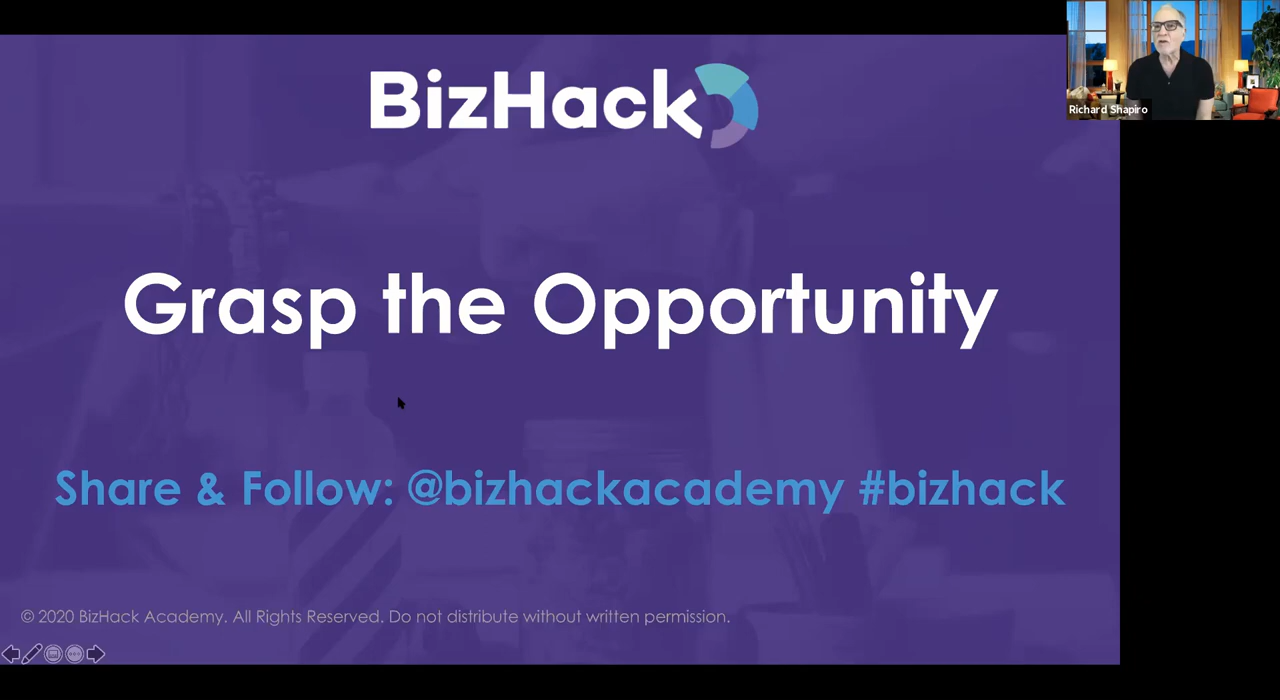 BizHack
Richard Shapiro
Grasp the Opportunity
Share & Follow: @bizhackacademy #bizhack
© 2020 BizHack Academy. All Rights Reserved. Do not distribute without written permission.